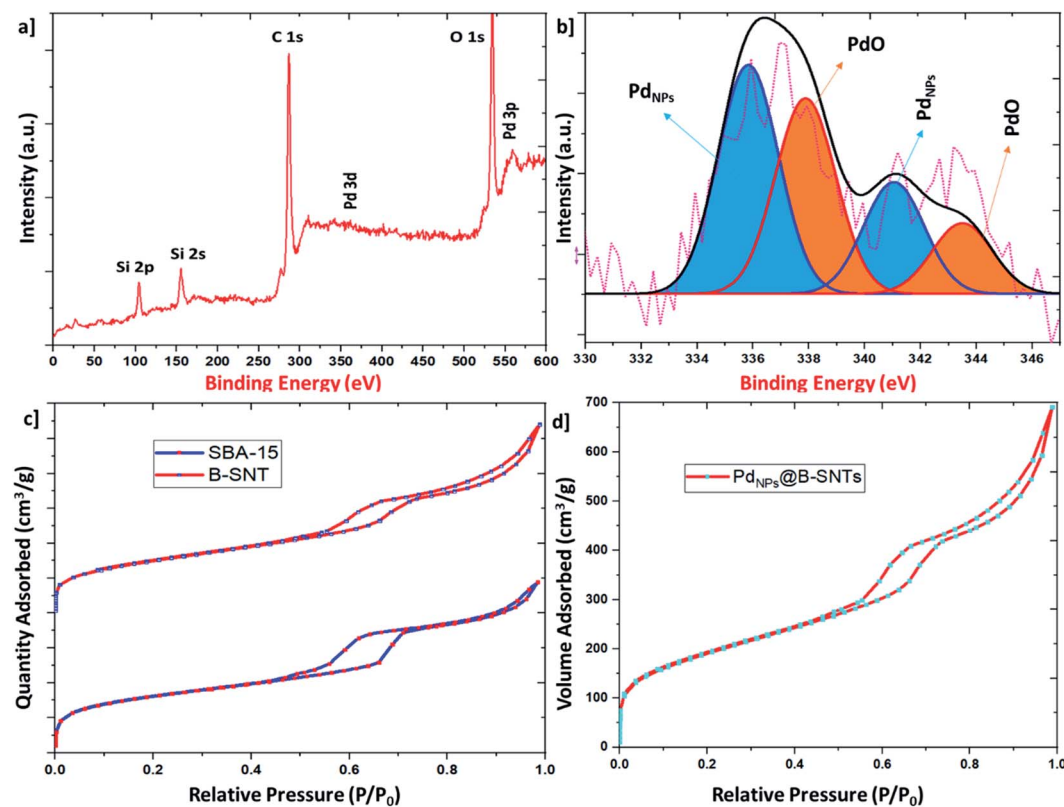 a]
C 1s
O 1s
Pd 3p
Pd 3d
Si 2p
Si 2s
Intensity (a.u.)
0 50 100 150 200 250 300 350 400 450 500 550 600
Binding Energy (eV)
b]
PdO
Pd_NPs
Pd_NPs
PdO
Intensity (a.u.)
330 334 336 338 340 342 344 346
Binding Energy (eV)
c]
SBA-15
B-SNT
Quantity Adsorbed (cm³/g)
0.0 0.2 0.4 0.6 0.8 1.0
Relative Pressure (P/P₀)
d]
Pd_NPs@B-SNTs
Volume Adsorbed (cm³/g)
700
600
500
400
300
200
100
0
0.0 0.2 0.4 0.6 0.8 1.0
Relative Pressure (P/P₀)